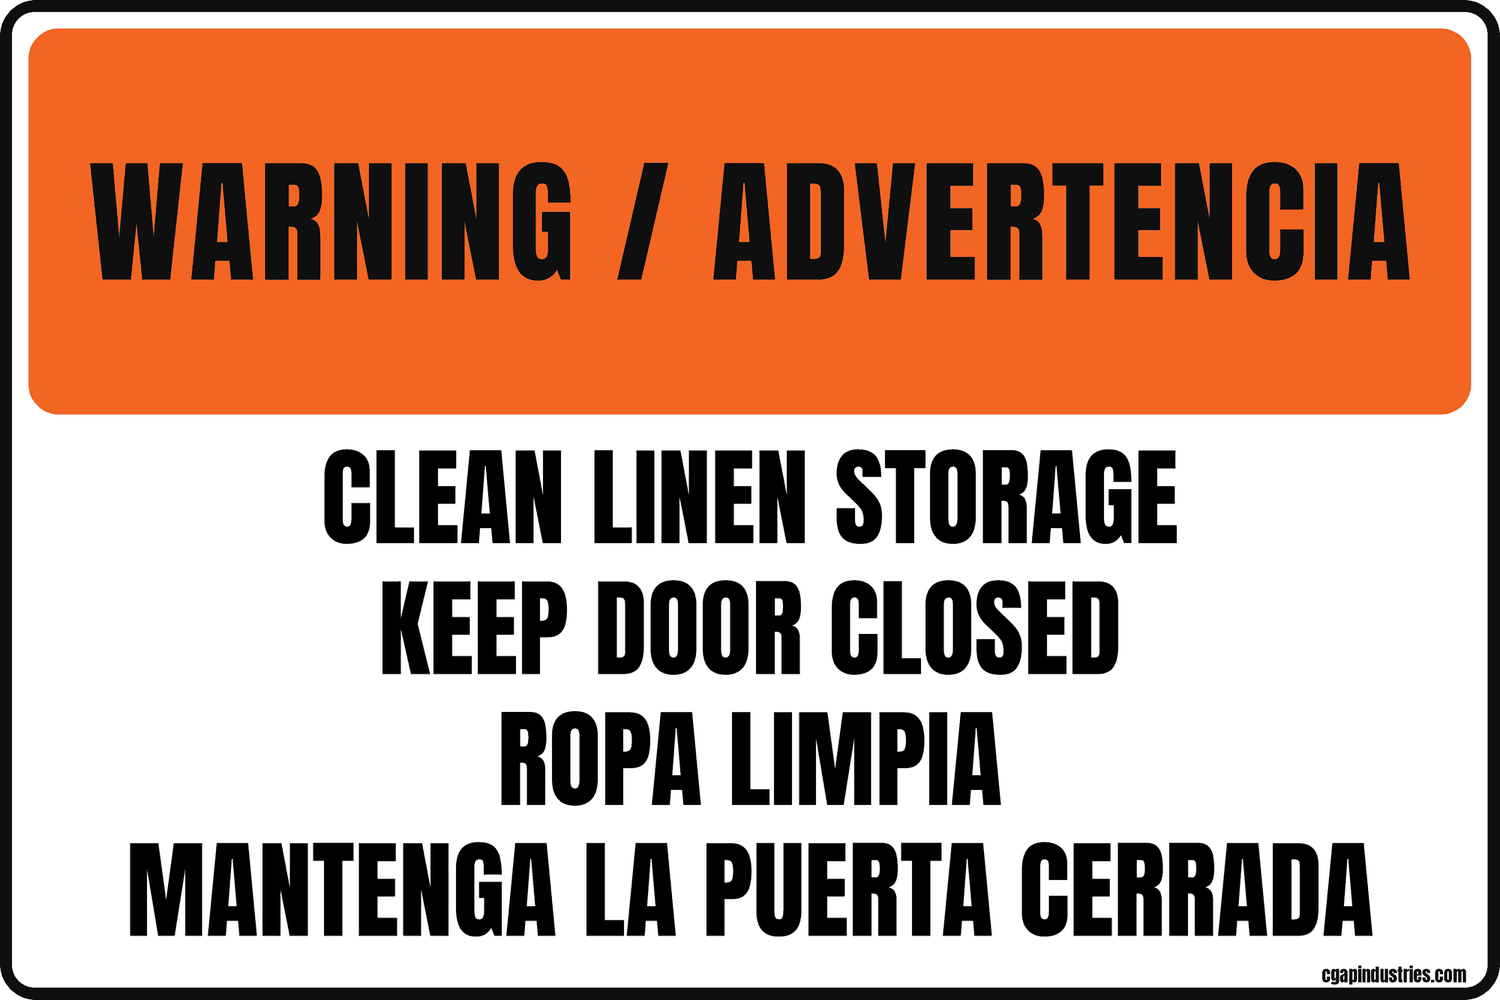 WARNING / ADVERTENCIA
CLEAN LINEN STORAGE
KEEP DOOR CLOSED
ROPA LIMPIA
MANTENGA LA PUERTA CERRADA
cgapindustries.com